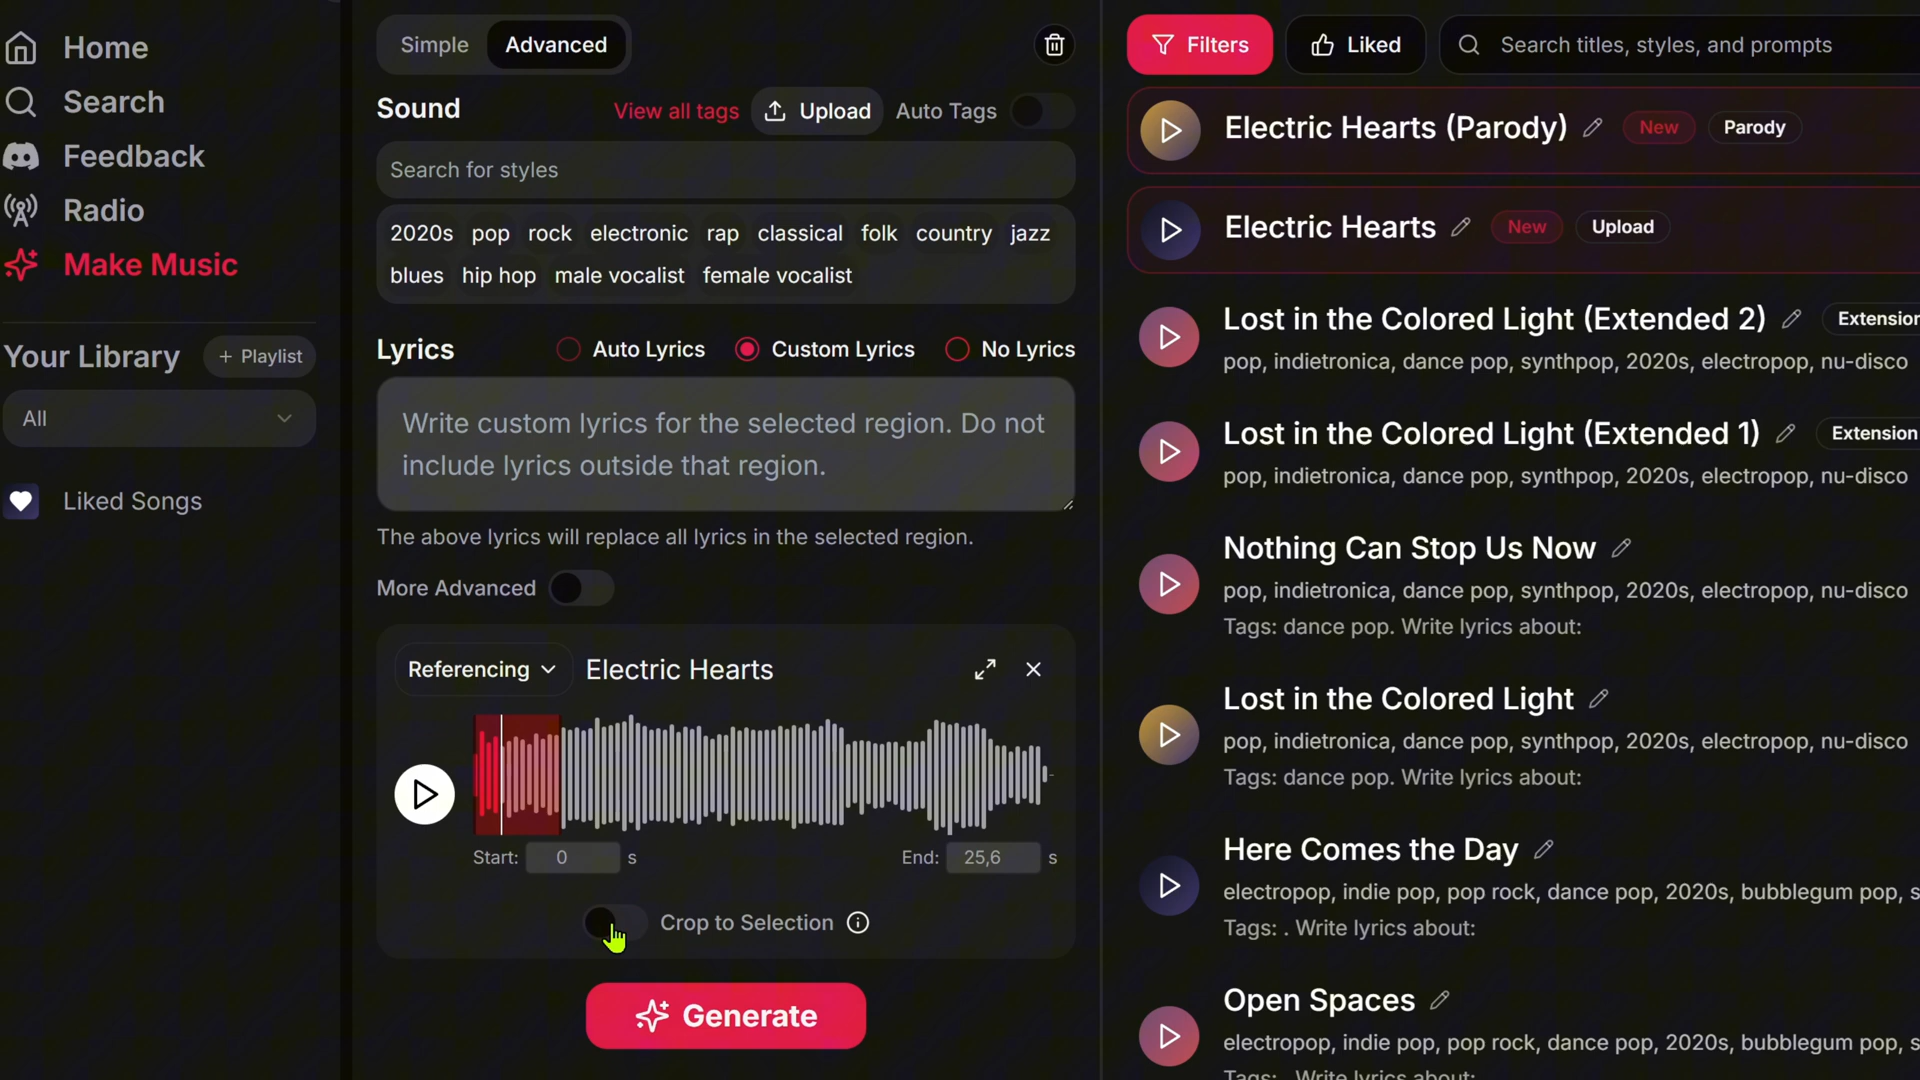 Home
Search
Feedback
Radio
Make Music
Your Library
+ Playlist
All
Liked Songs
Simple
Advanced
Sound
View all tags
Upload
Auto Tags
Search for styles
2020s pop rock electronic rap classical folk country jazz
blues hip hop male vocalist female vocalist
Lyrics
Auto Lyrics
Custom Lyrics
No Lyrics
Write custom lyrics for the selected region. Do not
include lyrics outside that region.
The above lyrics will replace all lyrics in the selected region.
More Advanced
Referencing
Electric Hearts
Start: 0 s
End: 25,6 s
Crop to Selection
Generate
Filters
Liked
Search titles, styles, and prompts
Electric Hearts (Parody) New Parody
Electric Hearts New Upload
Lost in the Colored Light (Extended 2) Extension
pop, indietronica, dance pop, synthpop, 2020s, electropop, nu-disco
Lost in the Colored Light (Extended 1) Extension
pop, indietronica, dance pop, synthpop, 2020s, electropop, nu-disco
Nothing Can Stop Us Now
pop, indietronica, dance pop, synthpop, 2020s, electropop, nu-disco
Tags: dance pop. Write lyrics about:
Lost in the Colored Light
pop, indietronica, dance pop, synthpop, 2020s, electropop, nu-disco
Tags: dance pop. Write lyrics about:
Here Comes the Day
electropop, indie pop, pop rock, dance pop, 2020s, bubblegum pop, s
Tags: . Write lyrics about:
Open Spaces
electropop, indie pop, pop rock, dance pop, 2020s, bubblegum pop, s
Tags: . Write lyrics about: